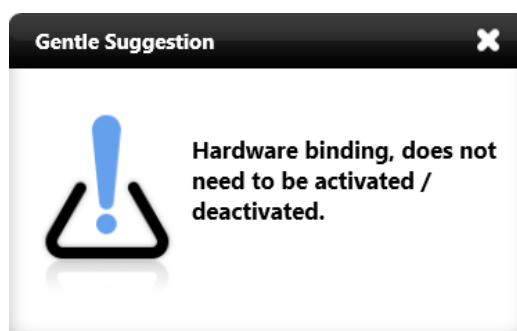 Gentle Suggestion
Hardware binding, does not
need to be activated /
deactivated.